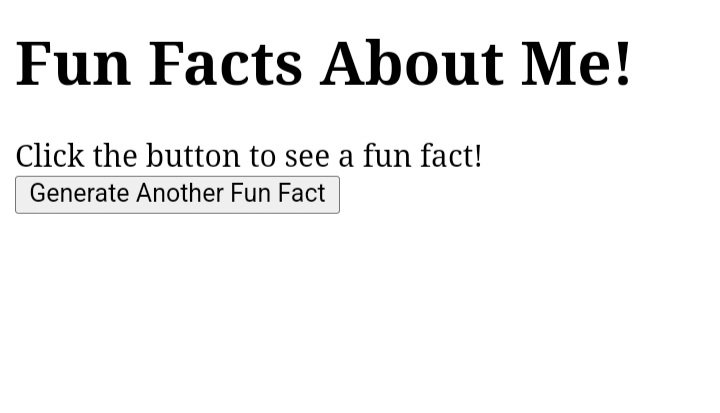 Fun Facts About Me!
Click the button to see a fun fact!
Generate Another Fun Fact